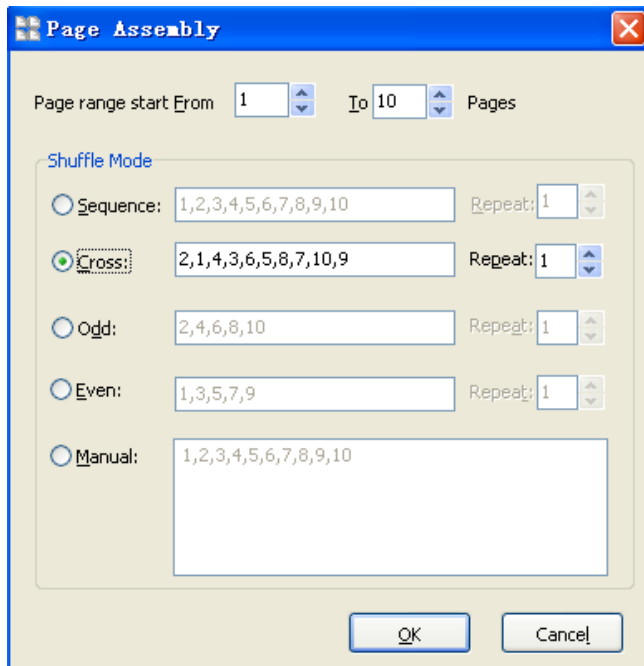 Page Assembly
Page range start From 1 To 10 Pages
Shuffle Mode
Sequence: 1,2,3,4,5,6,7,8,9,10 Repeat: 1
Cross: 2,1,4,3,6,5,8,7,10,9 Repeat: 1
Odd: 2,4,6,8,10 Repeat: 1
Even: 1,3,5,7,9 Repeat: 1
Manual: 1,2,3,4,5,6,7,8,9,10
OK Cancel